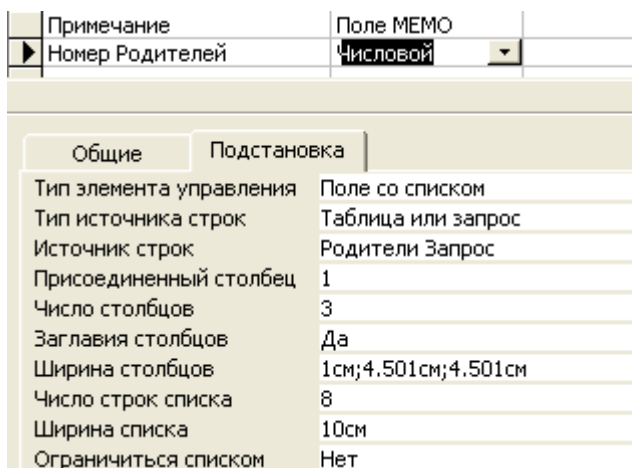 Примечание Поле МЕМО
Номер Родителей Числовой
Общие Подстановка
Тип элемента управления Поле со списком
Тип источника строк Таблица или запрос
Источник строк Родители Запрос
Присоединенный столбец 1
Число столбцов 3
Заглавия столбцов Да
Ширина столбцов 1см;4.501см;4.501см
Число строк списка 8
Ширина списка 10см
Ограничиться списком Нет